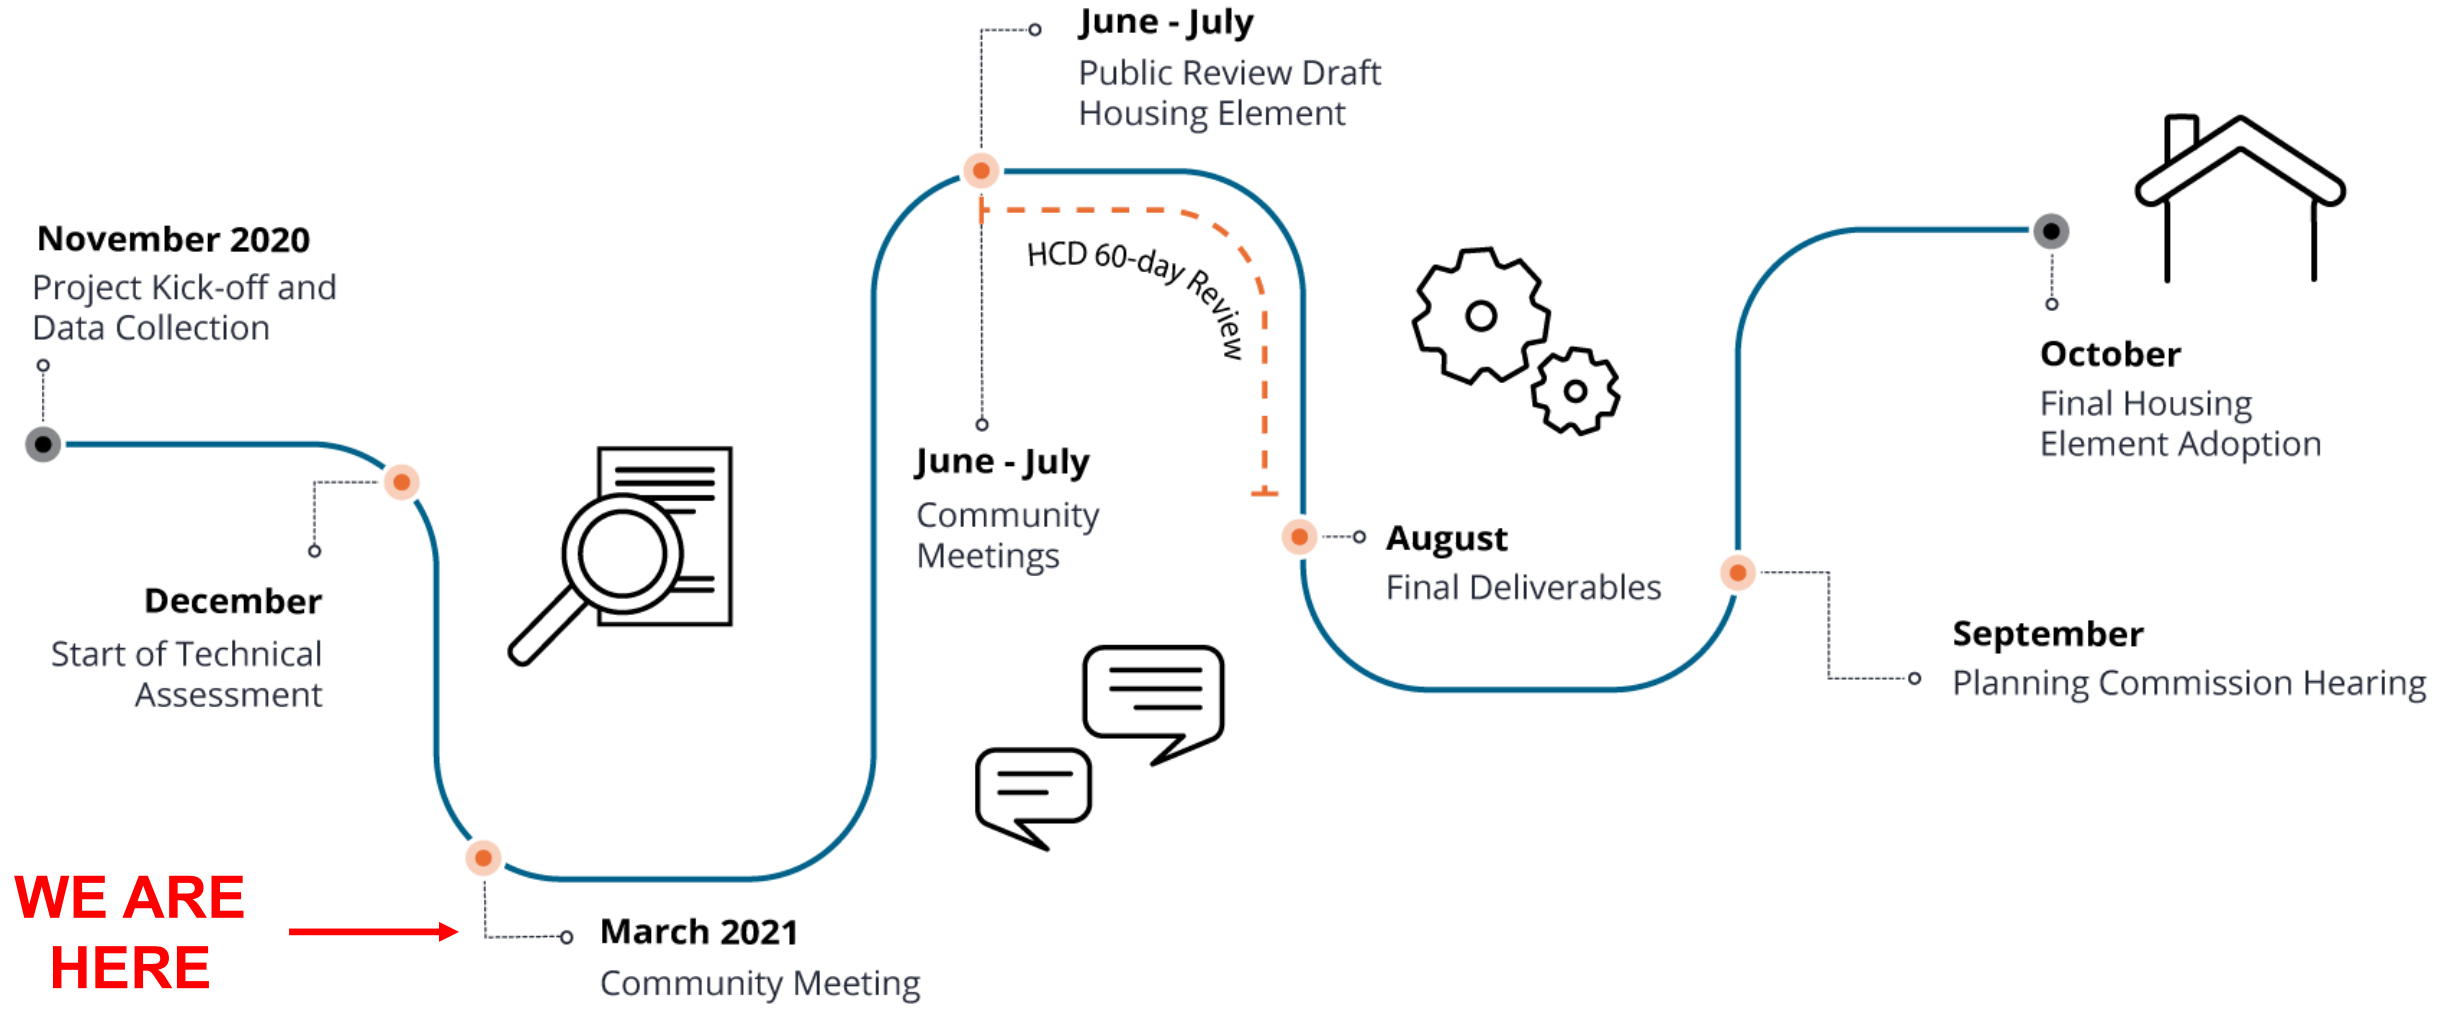 November 2020
Project Kick-off and
Data Collection
December
Start of Technical
Assessment
WE ARE
HERE
March 2021
Community Meeting
June - July
Public Review Draft
Housing Element
HCD 60-day Review
June - July
Community
Meetings
August
Final Deliverables
September
Planning Commission Hearing
October
Final Housing
Element Adoption